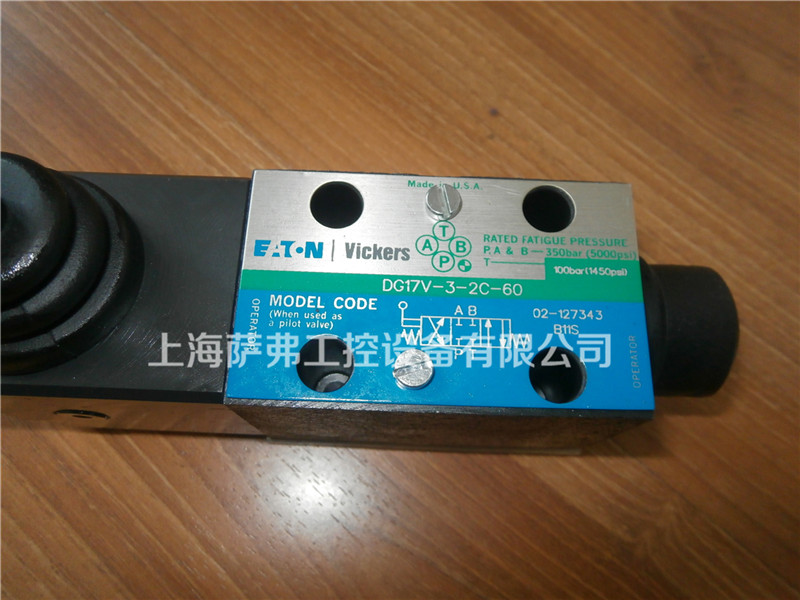 Made in U.S.A
EATON | Vickers
T
A B
P
RATED FATIGUE PRESSURE
P.A & B — 350bar (5000psi)
T — 100bar (1450psi)
DG17V-3-2C-60
OPERATOR
MODEL CODE
(When used as
a pilot valve)
A B
P T
02-127343
B11S
OPERATOR
上海萨弗工控设备有限公司